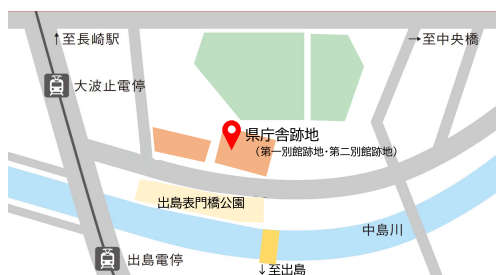 ↑至長崎駅
→至中央橋
大波止電停
県庁舎跡地
（第一別館跡地・第二別館跡地）
出島表門橋公園
中島川
出島電停
↓至出島